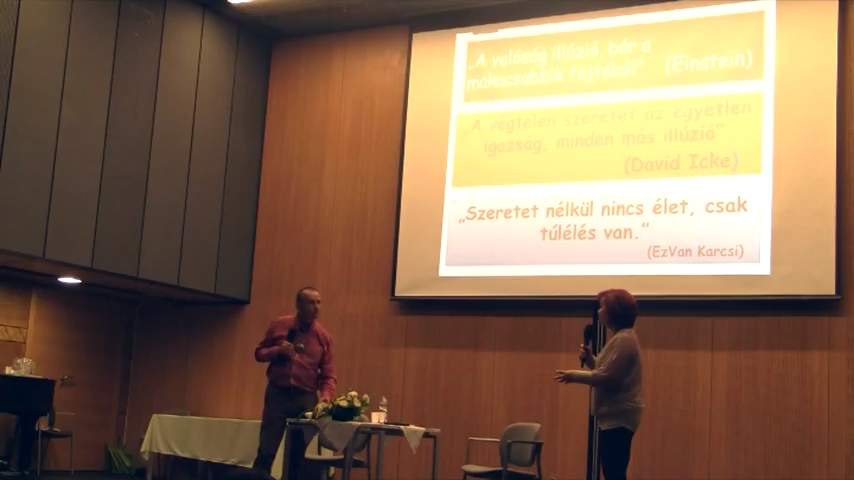 „A valóság illúzió, bár a
makacsabbik fajtából” (Einstein)
„A végtelen szeretet az egyetlen
igazság, minden más illúzió”
(David Icke)
„Szeretet nélkül nincs élet, csak
túlélés van.”
(EzVan Karcsi)